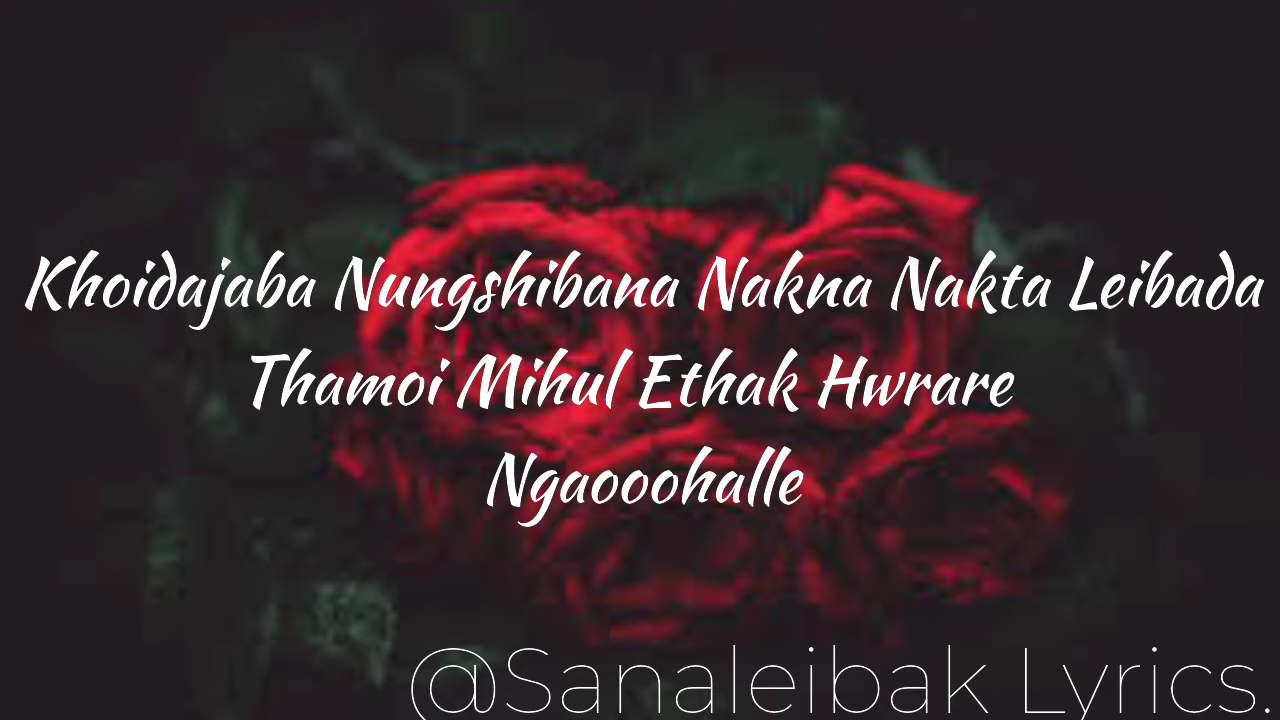 Khoidajaba Nungshibana Nakna Nakta Leibada
Thamoi Mihul Ethak Hwrare
Ngaooohalle
@Sanaleibak Lyrics.